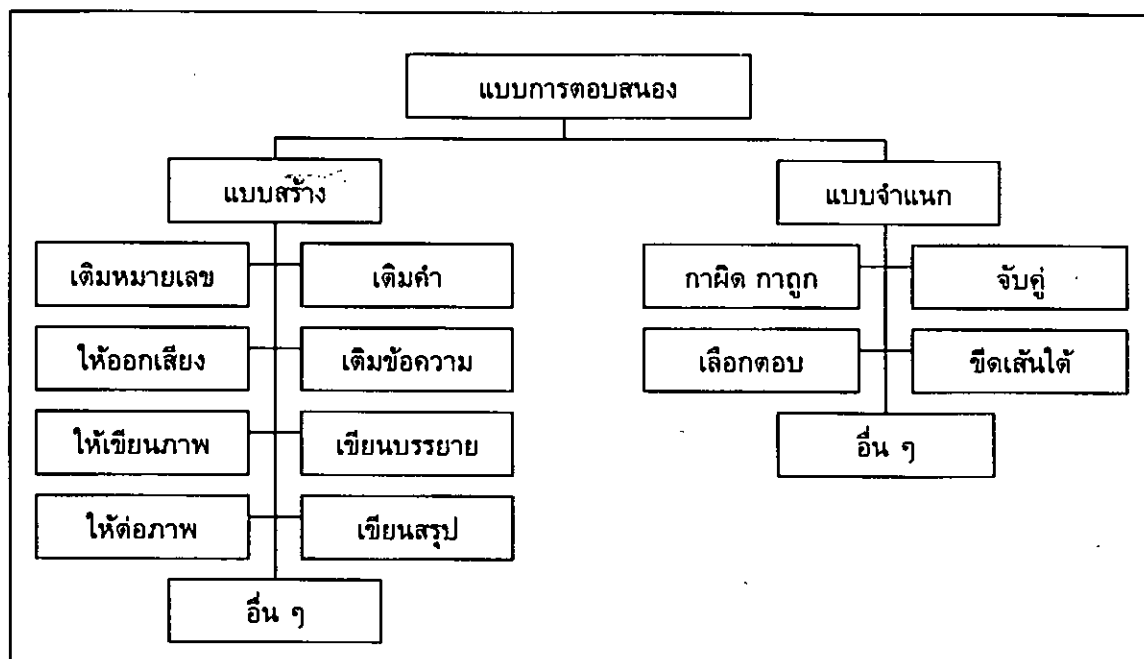 แบบการตอบสนอง
แบบสร้าง
แบบจำแนก
เติมหมายเลข
เติมคำ
ให้ออกเสียง
เติมข้อความ
ให้เขียนภาพ
เขียนบรรยาย
ให้ต่อภาพ
เขียนสรุป
อื่น ๆ
กาผิด กาถูก
จับคู่
เลือกตอบ
ขีดเส้นใต้
อื่น ๆ